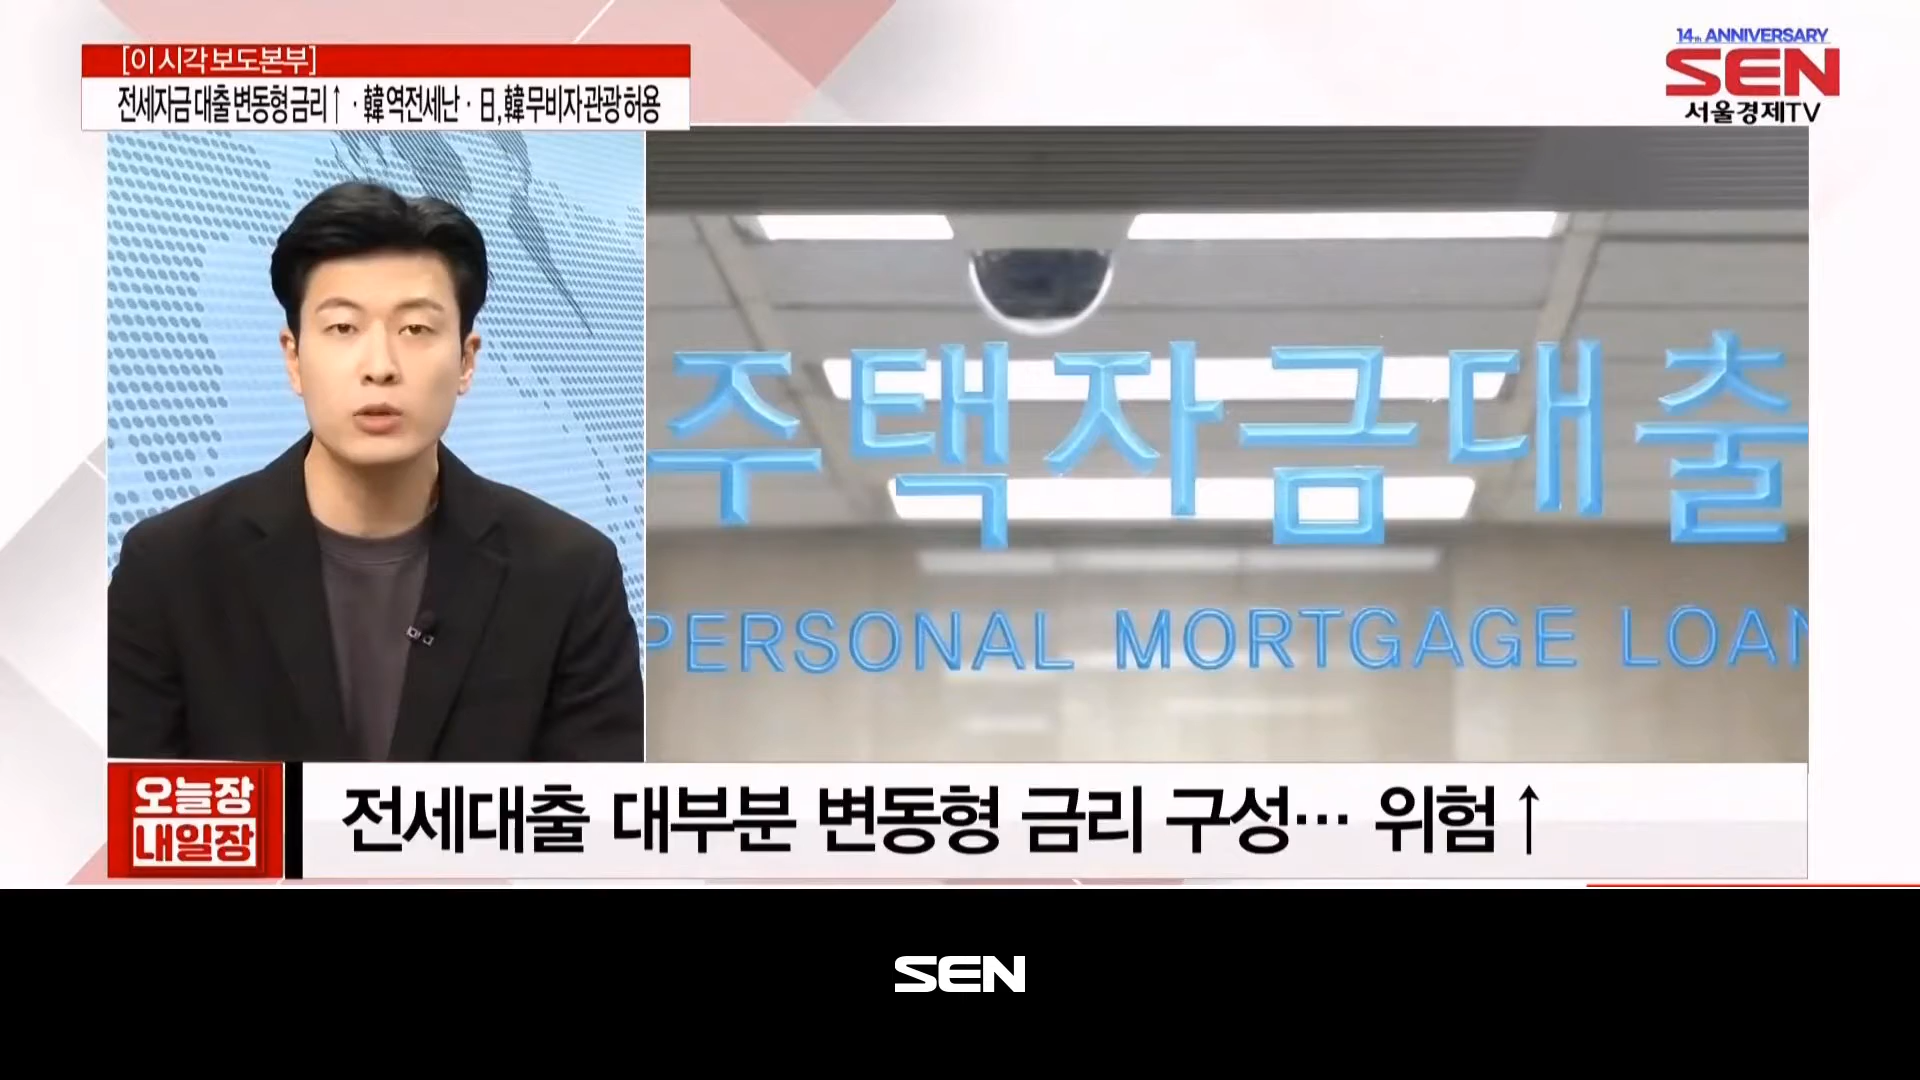 [이 시각 보도본부]
전세자금 대출 변동형 금리↑·韓 역전세난·日, 韓 무비자 관광 허용
14th ANNIVERSARY
SEN
서울경제TV
주택자금대출
PERSONAL MORTGAGE LOAN
오늘장
내일장
전세대출 대부분 변동형 금리 구성… 위험↑
SEN